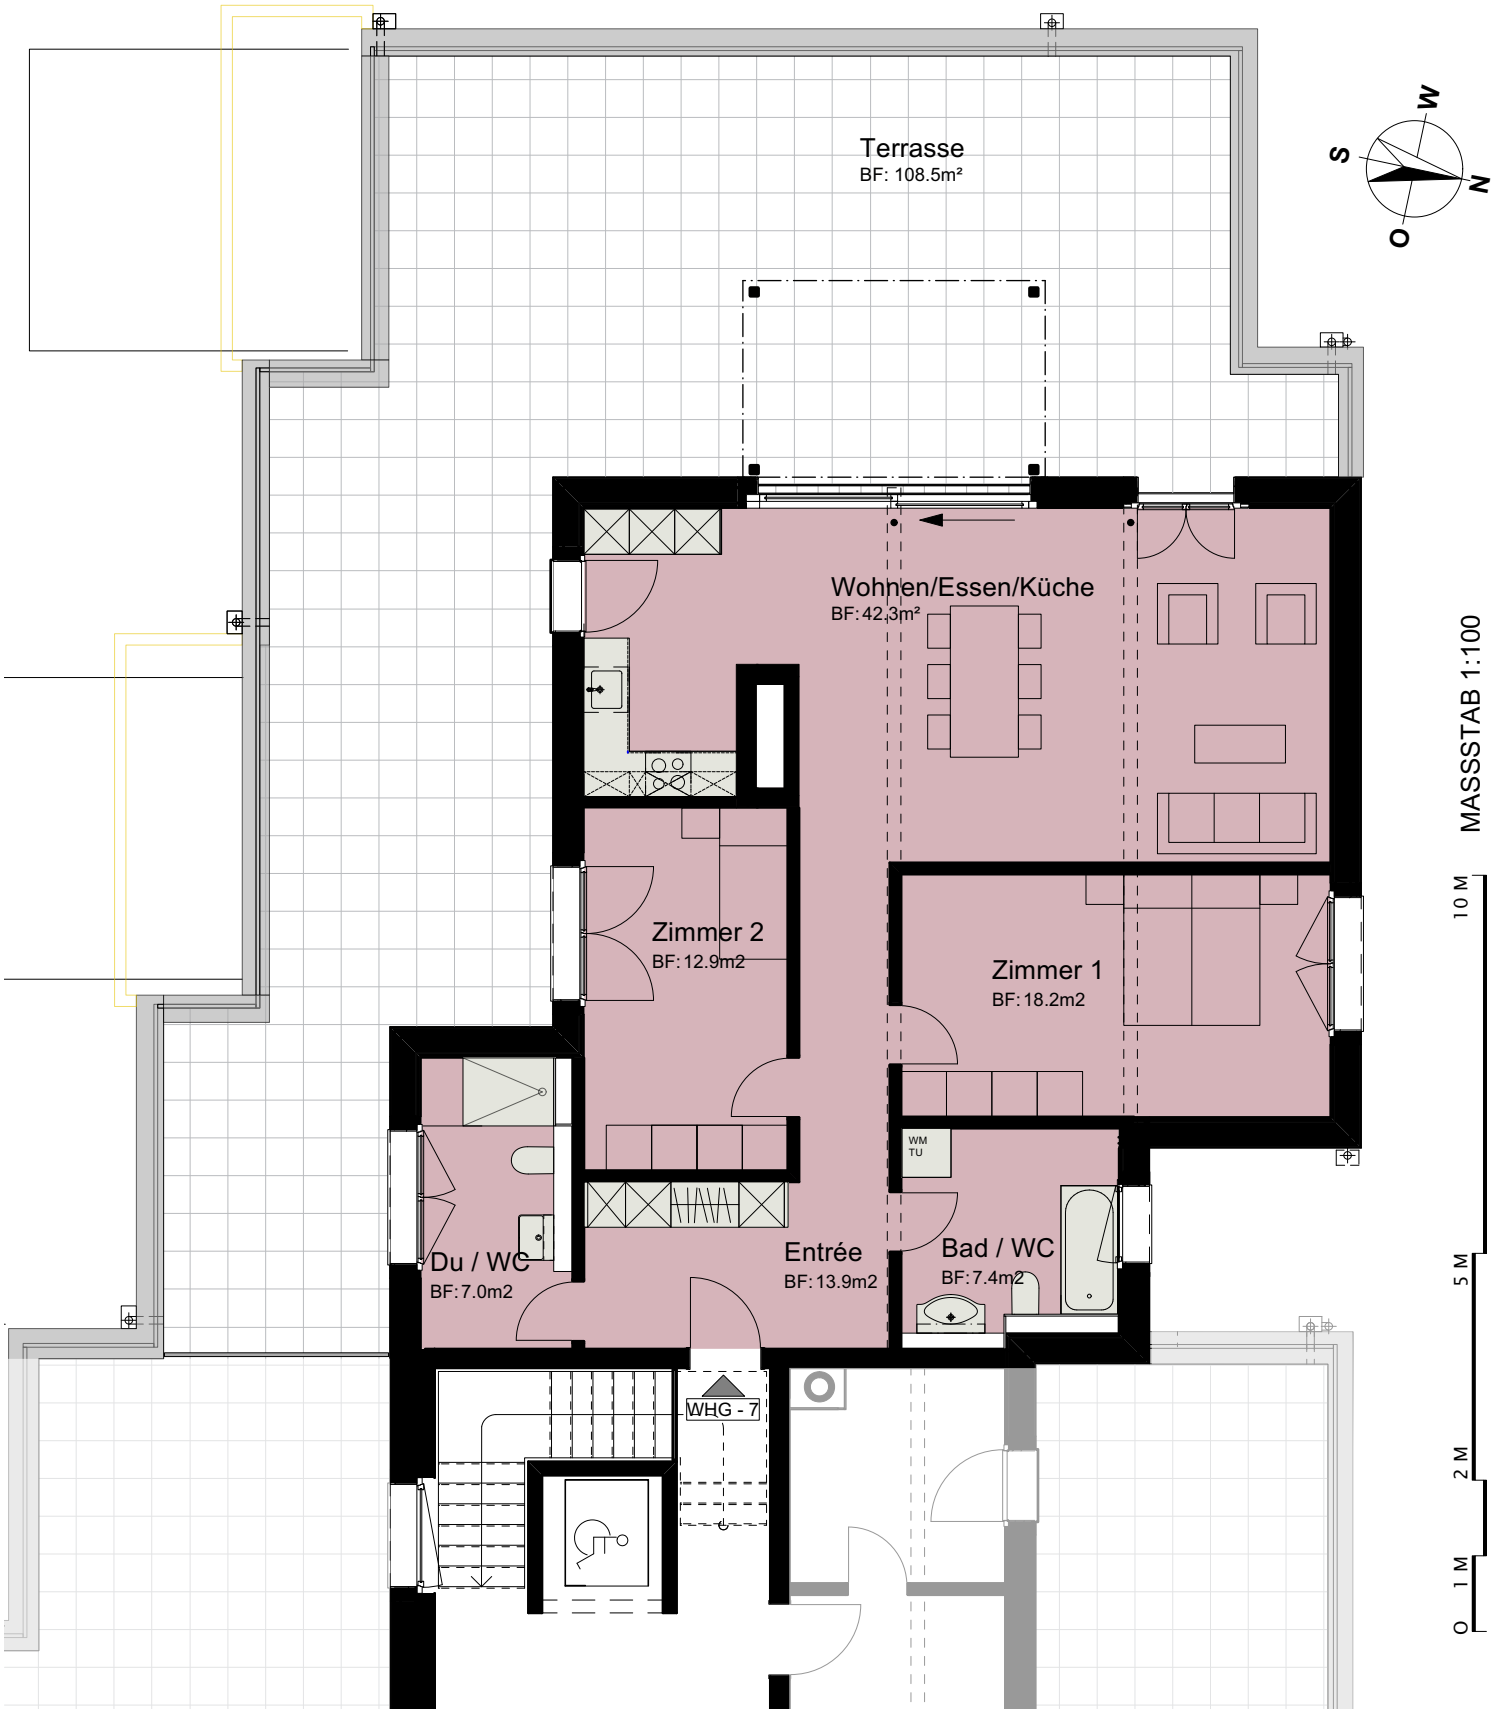 Terrasse
BF: 108.5m²
W
S
N
O
Wohnen/Essen/Küche
BF: 42.3m²
MASSSTAB 1:100
10 M
5 M
2 M
1 M
O
Zimmer 2
BF: 12.9m2
Zimmer 1
BF: 18.2m2
WM
TU
Du / WC
BF: 7.0m2
Entrée
BF: 13.9m2
Bad / WC
BF: 7.4m2
WHG - 7